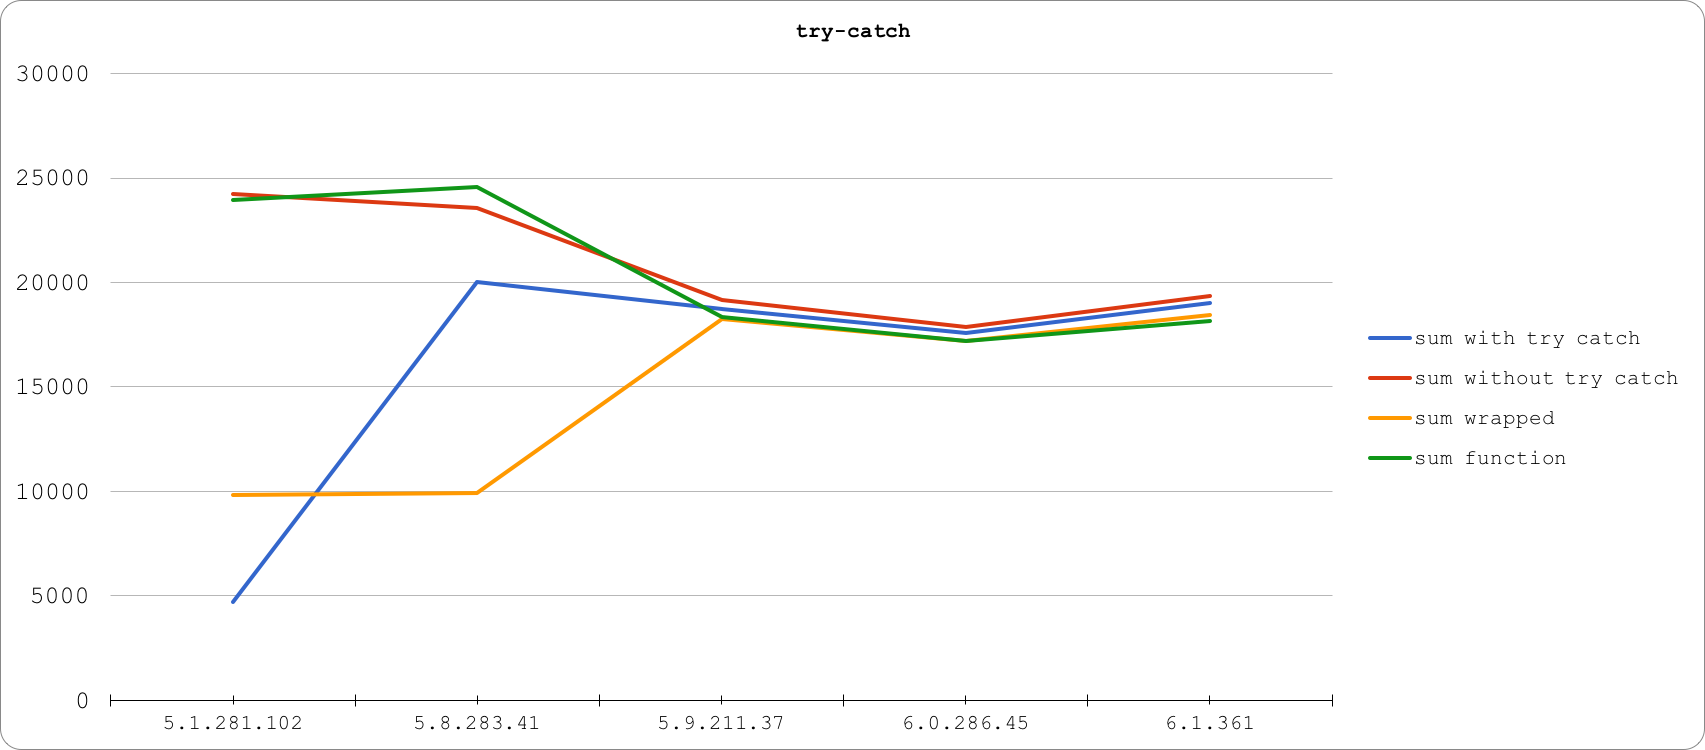 try-catch
30000
25000
20000
15000
10000
5000
0
5.1.281.102 5.8.283.41 5.9.211.37 6.0.286.45 6.1.361
sum with try catch
sum without try catch
sum wrapped
sum function